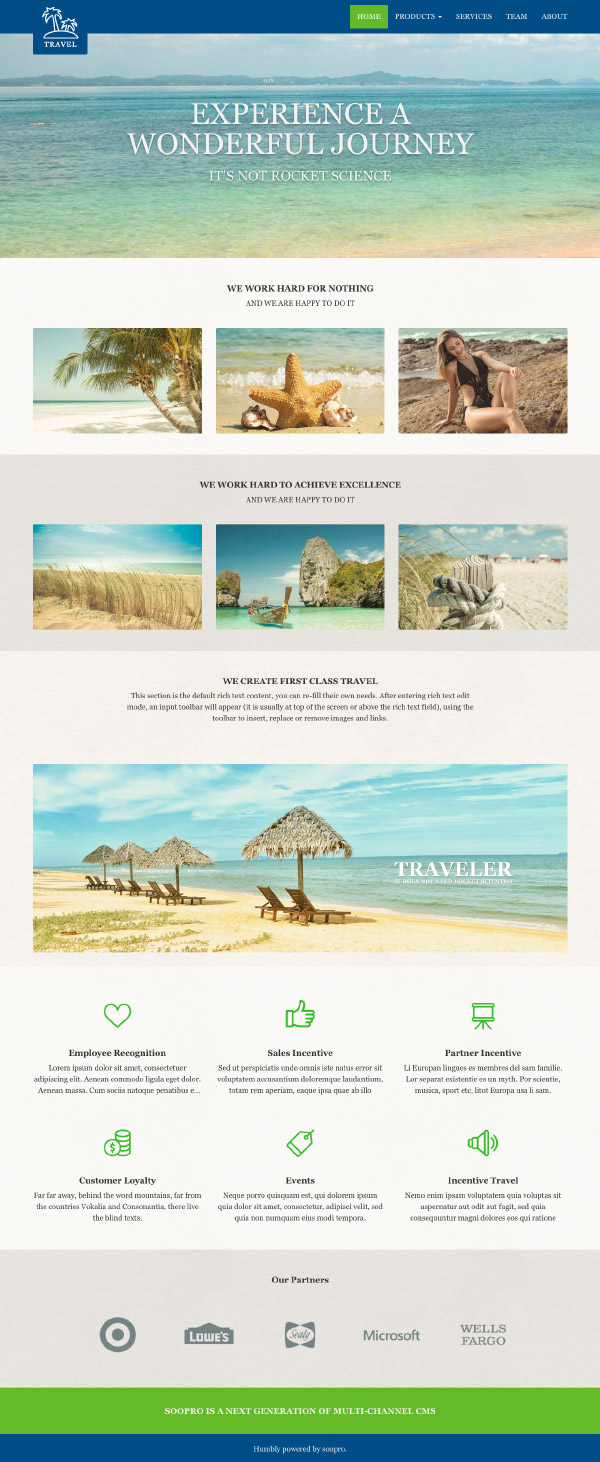 TRAVEL
HOME PRODUCTS SERVICES TEAM ABOUT
EXPERIENCE A
WONDERFUL JOURNEY
IT'S NOT ROCKET SCIENCE
WE WORK HARD FOR NOTHING
AND WE ARE HAPPY TO DO IT
WE WORK HARD TO ACHIEVE EXCELLENCE
AND WE ARE HAPPY TO DO IT
WE CREATE FIRST CLASS TRAVEL
This section is the default rich text content, you can re-fill their own needs. After entering rich text edit
mode, an input toolbar will appear (it is usually at top of the screen or above the rich text field), using the
toolbar to insert, replace or remove images and links.
TRAVELER
IT DOES NOT NEED ROCKET SCIENTIST
Employee Recognition
Lorem ipsum dolor sit amet, consectetuer
adipiscing elit. Aenean commodo ligula eget dolor.
Aenean massa. Cum sociis natoque penatibus e...
Sales Incentive
Sed ut perspiciatis unde omnis iste natus error sit
voluptatem accusantium doloremque laudantium,
totam rem aperiam, eaque ipsa quae ab illo
Partner Incentive
Li Europan lingues es membres del sam familie.
Lor separat existentie es un myth. Por scientie,
musica, sport etc, litot Europa usa li sam.
$
Customer Loyalty
Far far away, behind the word mountains, far from
the countries Vokalia and Consonantia, there live
the blind texts.
Events
Neque porro quisquam est, qui dolorem ipsum
quia dolor sit amet, consectetur, adipisci velit, sed
quia non numquam eius modi tempora.
Incentive Travel
Nemo enim ipsam voluptatem quia voluptas sit
aspernatur aut odit aut fugit, sed quia
consequuntur magni dolores eos qui ratione
Our Partners
LOWE'S Sealy Microsoft WELLS
FARGO
SOOPRO IS A NEXT GENERATION OF MULTI-CHANNEL CMS
Humbly powered by soopro.